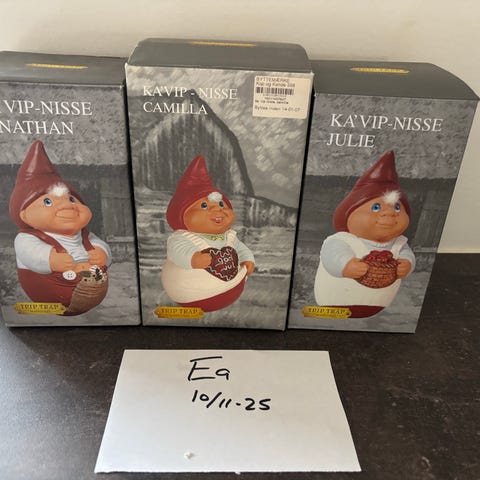 'VIP-NISSE
NATHAN
TRIP TRAP
KA'VIP - NISSE
CAMILLA
BYTTEMÆRKE
TRIP TRAP
KA'VIP-NISSE
JULIE
TRIP TRAP
Ea
10/11-25